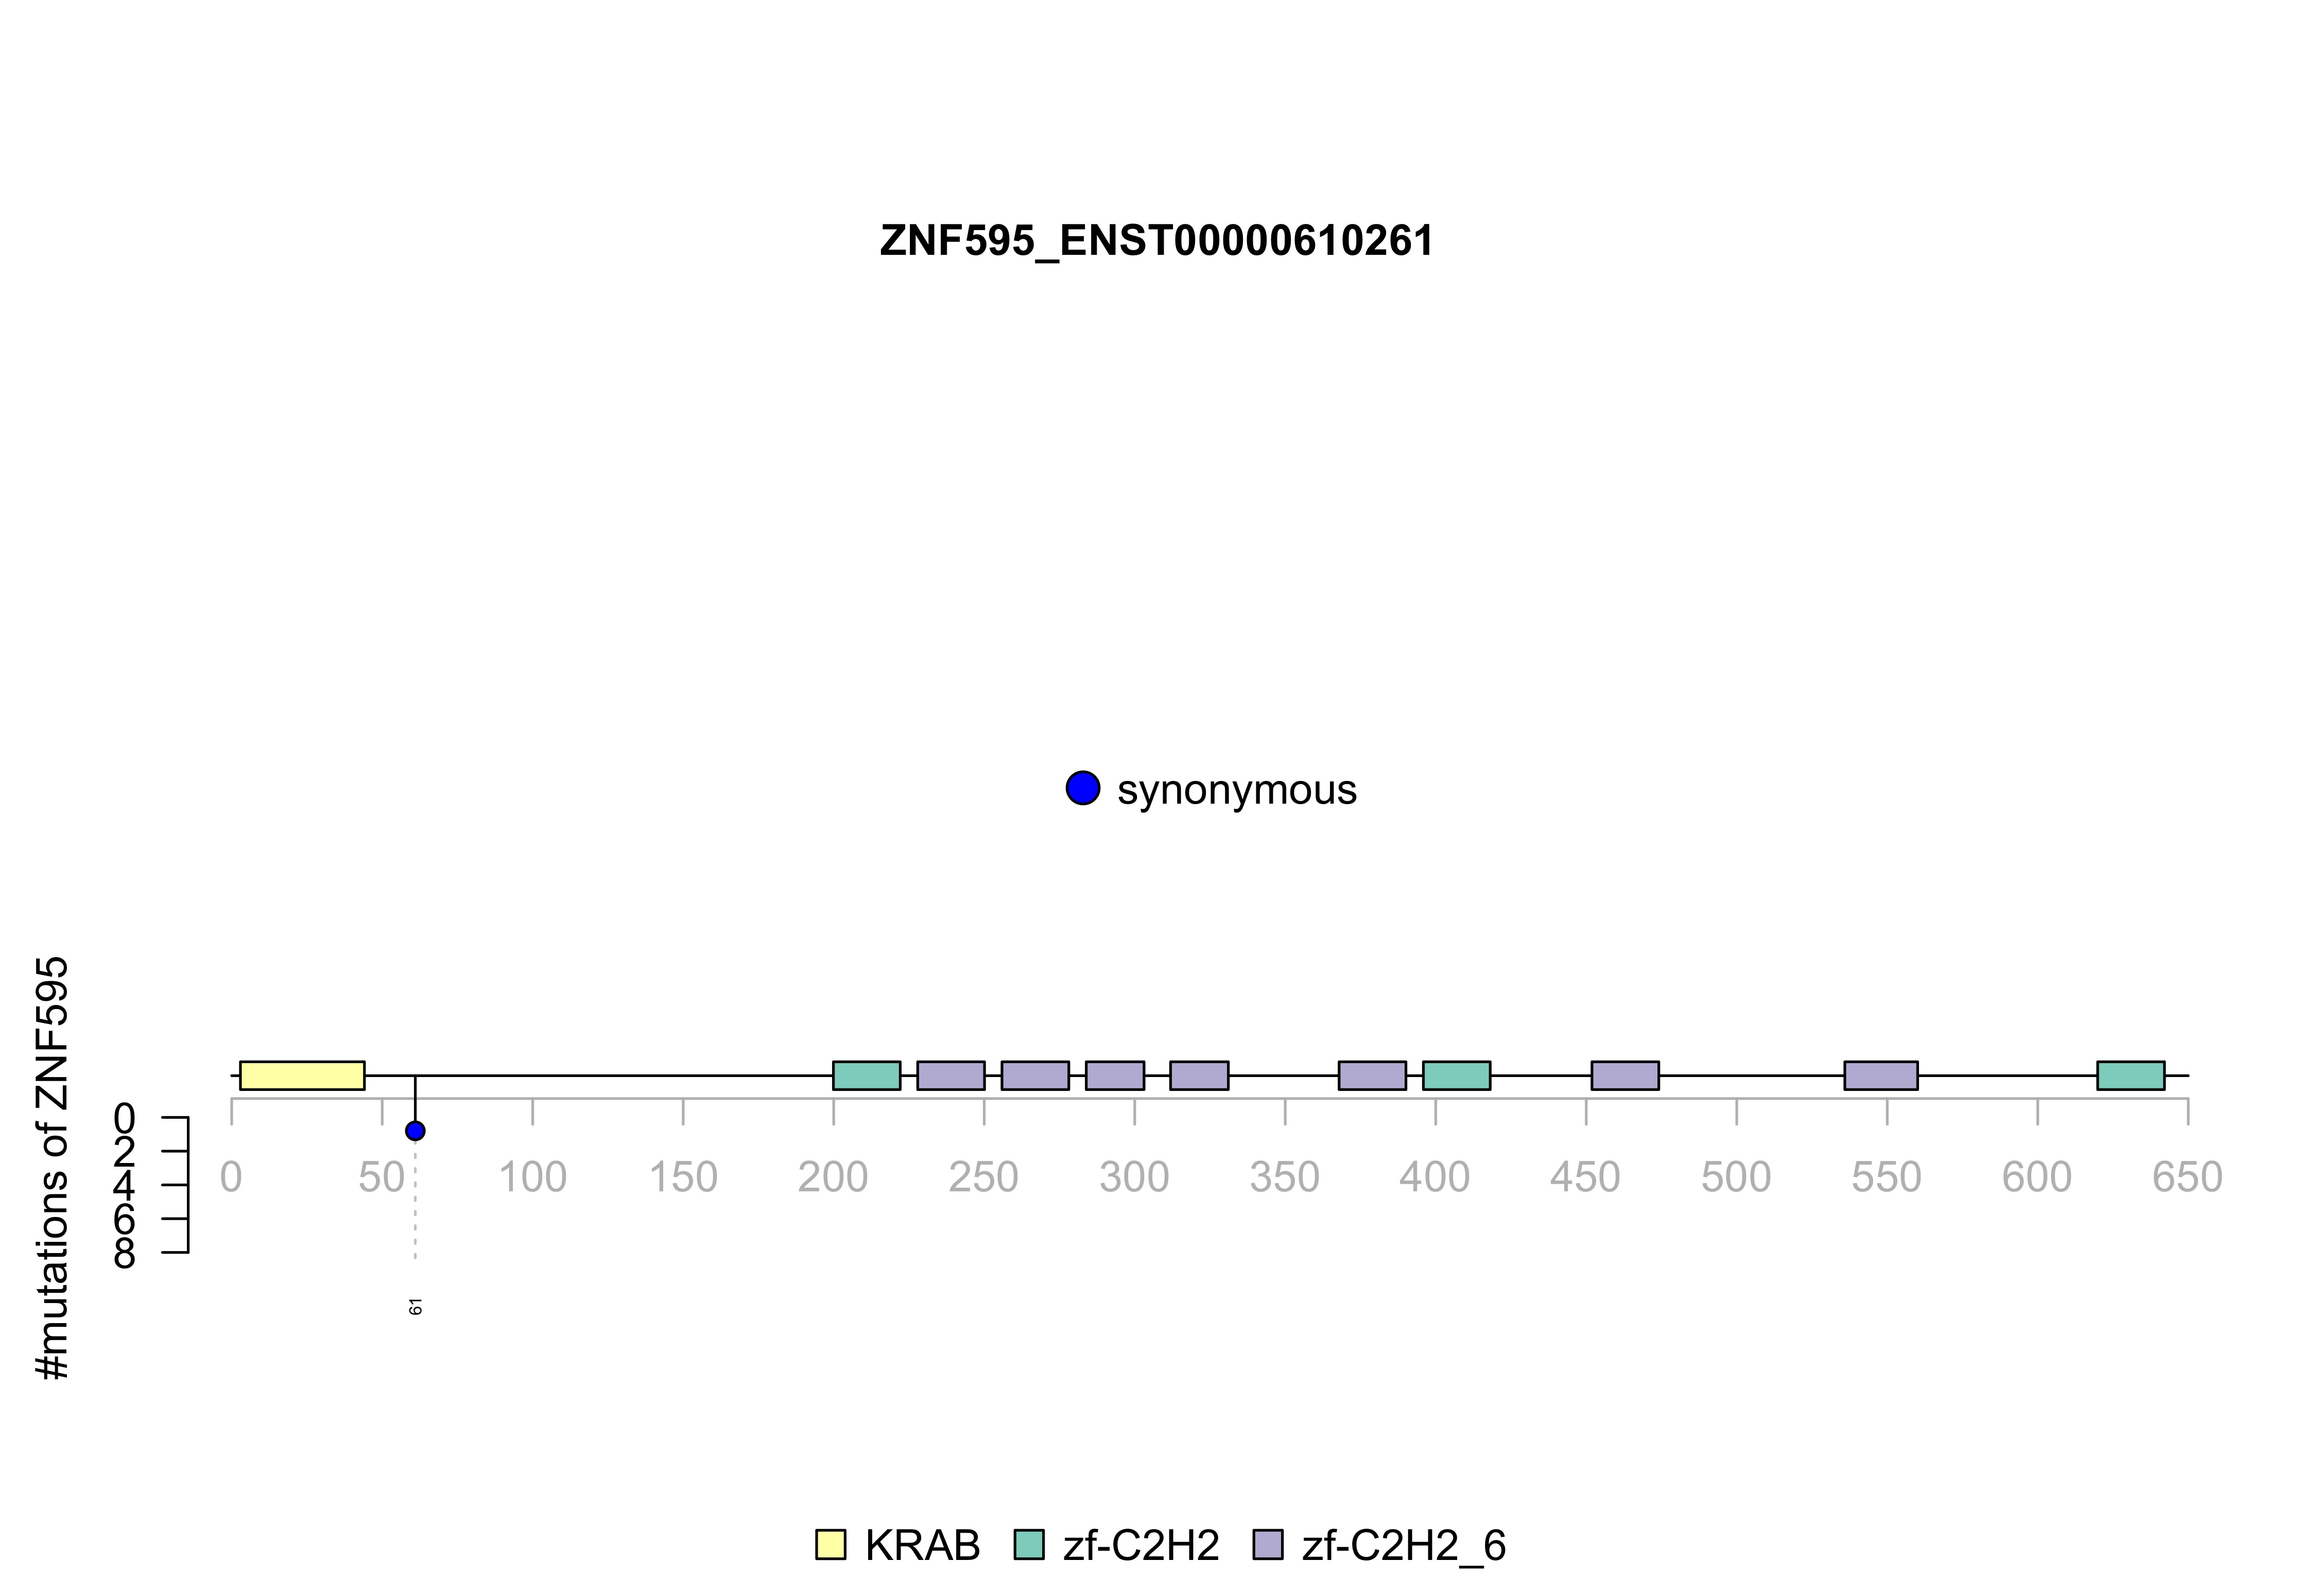 ZNF595_ENST00000610261
synonymous
#mutations of ZNF595
0
2
4
6
8
0 50 100 150 200 250 300 350 400 450 500 550 600 650
61
KRAB zf-C2H2 zf-C2H2_6